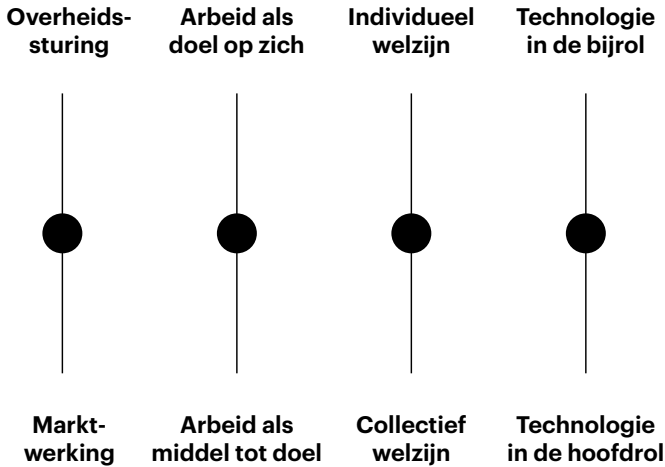 Overheids-
sturing
Arbeid als
doel op zich
Individueel
welzijn
Technologie
in de bijrol
Markt-
werking
Arbeid als
middel tot doel
Collectief
welzijn
Technologie
in de hoofdrol